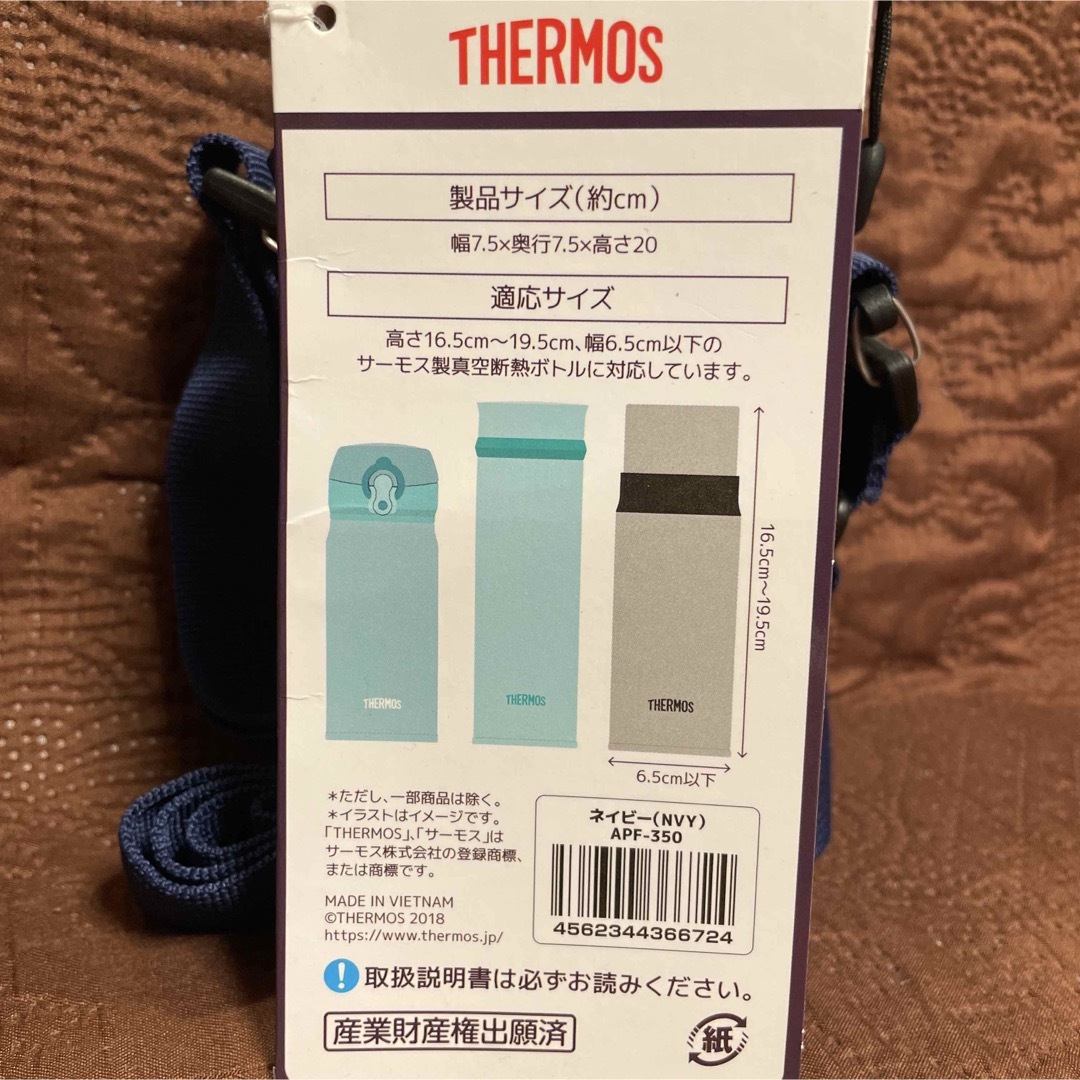 THERMOS
製品サイズ(約cm)
幅7.5×奥行7.5×高さ20
適応サイズ
高さ16.5cm〜19.5cm、幅6.5cm以下の
サーモス製真空断熱ボトルに対応しています。
THERMOS
THERMOS
THERMOS
16.5cm〜19.5cm
6.5cm以下
*ただし、一部商品は除く。
*イラストはイメージです。
「THERMOS」、「サーモス」は
サーモス株式会社の登録商標、
または商標です。
MADE IN VIETNAM
©THERMOS 2018
https://www.thermos.jp/
ネイビー(NVY)
APF-350
4562344366724
!取扱説明書は必ずお読みください。
産業財産権出願済
紙